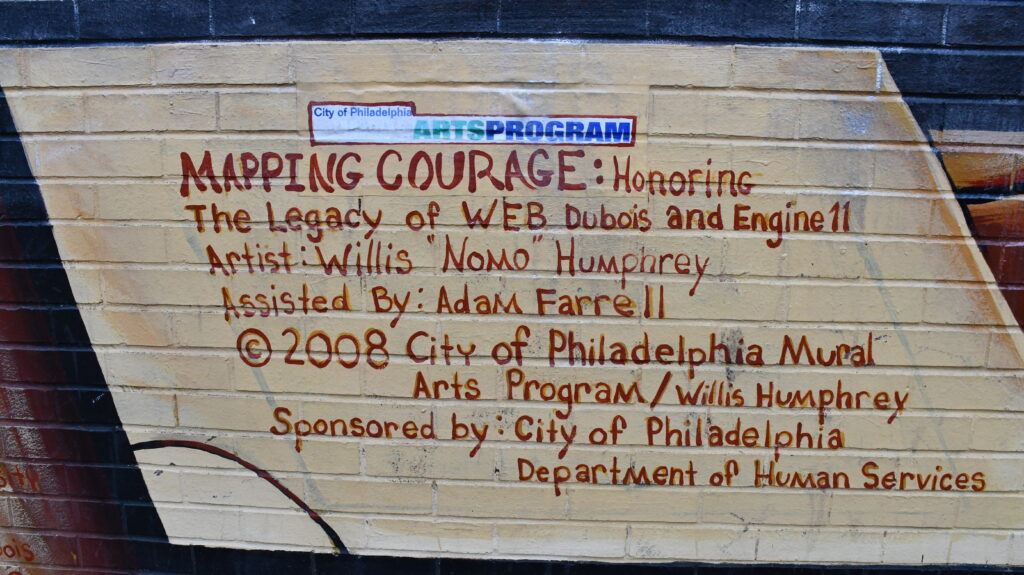 City of Philadelphia
ARTSPROGRAM
MAPPING COURAGE: Honoring
The Legacy of WEB Dubois and Engine 11
Artist: Willis "Nomo" Humphrey
Assisted By: Adam Farrell
© 2008 City of Philadelphia Mural
Arts Program/Willis Humphrey
Sponsored by: City of Philadelphia
Department of Human Services